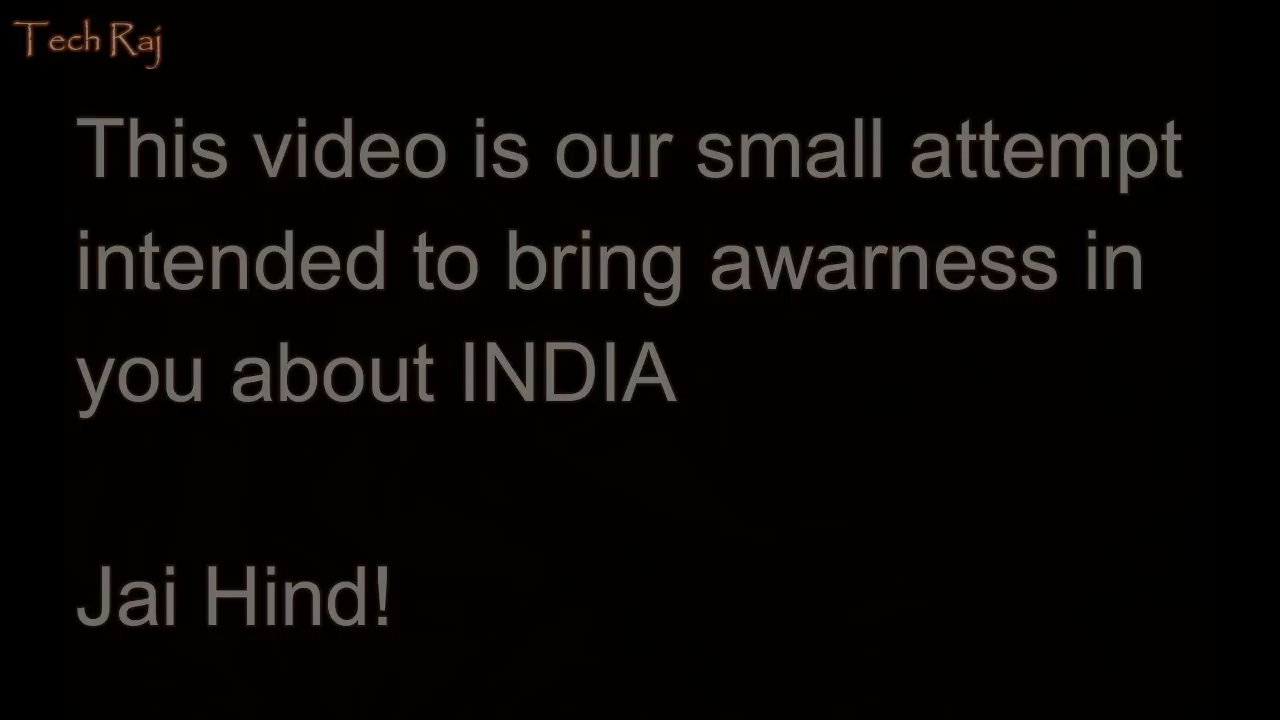 Tech Raj
This video is our small attempt
intended to bring awarness in
you about INDIA
Jai Hind!